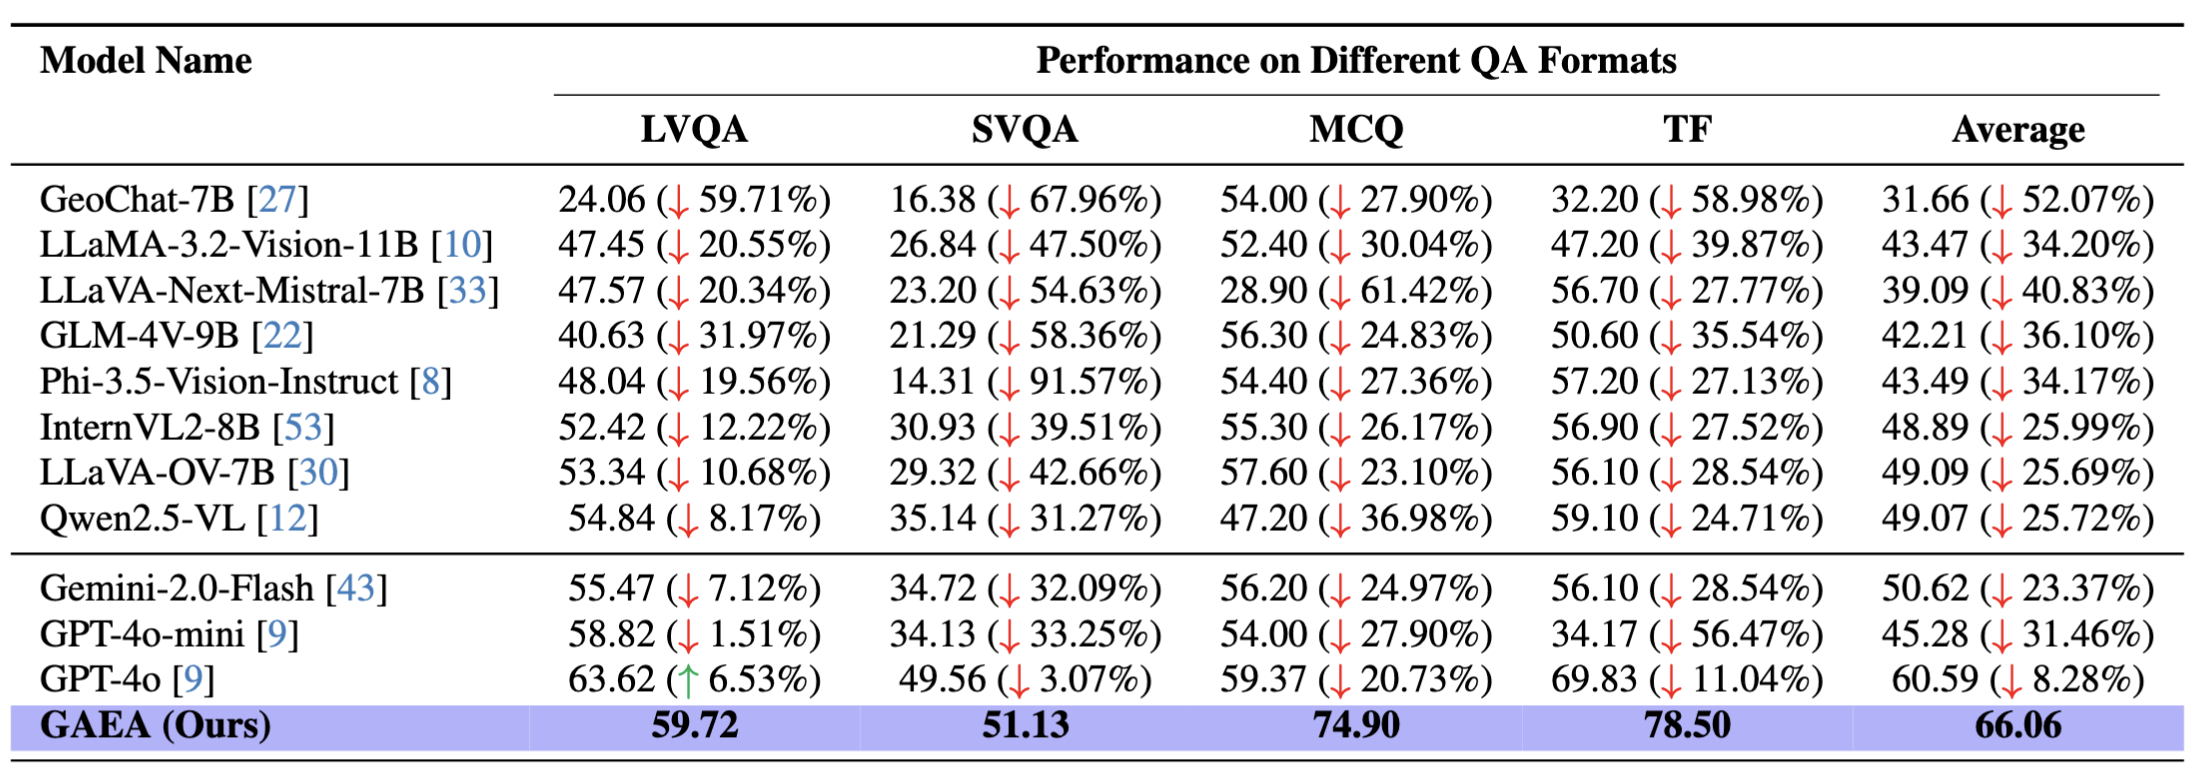 Model Name Performance on Different QA Formats
LVQA SVQA MCQ TF Average
GeoChat-7B [27] 24.06 (↓ 59.71%) 16.38 (↓ 67.96%) 54.00 (↓ 27.90%) 32.20 (↓ 58.98%) 31.66 (↓ 52.07%)
LLaMA-3.2-Vision-11B [10] 47.45 (↓ 20.55%) 26.84 (↓ 47.50%) 52.40 (↓ 30.04%) 47.20 (↓ 39.87%) 43.47 (↓ 34.20%)
LLaVA-Next-Mistral-7B [33] 47.57 (↓ 20.34%) 23.20 (↓ 54.63%) 28.90 (↓ 61.42%) 56.70 (↓ 27.77%) 39.09 (↓ 40.83%)
GLM-4V-9B [22] 40.63 (↓ 31.97%) 21.29 (↓ 58.36%) 56.30 (↓ 24.83%) 50.60 (↓ 35.54%) 42.21 (↓ 36.10%)
Phi-3.5-Vision-Instruct [8] 48.04 (↓ 19.56%) 14.31 (↓ 91.57%) 54.40 (↓ 27.36%) 57.20 (↓ 27.13%) 43.49 (↓ 34.17%)
InternVL2-8B [53] 52.42 (↓ 12.22%) 30.93 (↓ 39.51%) 55.30 (↓ 26.17%) 56.90 (↓ 27.52%) 48.89 (↓ 25.99%)
LLaVA-OV-7B [30] 53.34 (↓ 10.68%) 29.32 (↓ 42.66%) 57.60 (↓ 23.10%) 56.10 (↓ 28.54%) 49.09 (↓ 25.69%)
Qwen2.5-VL [12] 54.84 (↓ 8.17%) 35.14 (↓ 31.27%) 47.20 (↓ 36.98%) 59.10 (↓ 24.71%) 49.07 (↓ 25.72%)
Gemini-2.0-Flash [43] 55.47 (↓ 7.12%) 34.72 (↓ 32.09%) 56.20 (↓ 24.97%) 56.10 (↓ 28.54%) 50.62 (↓ 23.37%)
GPT-4o-mini [9] 58.82 (↓ 1.51%) 34.13 (↓ 33.25%) 54.00 (↓ 27.90%) 34.17 (↓ 56.47%) 45.28 (↓ 31.46%)
GPT-4o [9] 63.62 (↑ 6.53%) 49.56 (↓ 3.07%) 59.37 (↓ 20.73%) 69.83 (↓ 11.04%) 60.59 (↓ 8.28%)
GAEA (Ours) 59.72 51.13 74.90 78.50 66.06